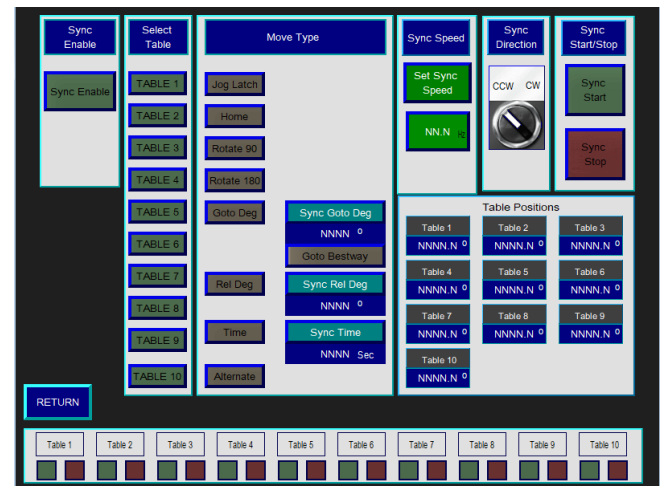 Sync
Enable
Sync Enable
Select
Table
TABLE 1
TABLE 2
TABLE 3
TABLE 4
TABLE 5
TABLE 6
TABLE 7
TABLE 8
TABLE 9
TABLE 10
Move Type
Jog Latch
Home
Rotate 90
Rotate 180
Goto Deg
Sync Goto Deg
NNNN º
Goto Bestway
Rel Deg
Sync Rel Deg
NNNN º
Time
Sync Time
NNNN Sec
Alternate
Sync Speed
Set Sync
Speed
NN.N Hz
Sync
Direction
CCW CW
Sync
Start/Stop
Sync
Start
Sync
Stop
Table Positions
Table 1 Table 2 Table 3
NNNN.N º NNNN.N º NNNN.N º
Table 4 Table 5 Table 6
NNNN.N º NNNN.N º NNNN.N º
Table 7 Table 8 Table 9
NNNN.N º NNNN.N º NNNN.N º
Table 10
NNNN.N º
RETURN
Table 1 Table 2 Table 3 Table 4 Table 5 Table 6 Table 7 Table 8 Table 9 Table 10